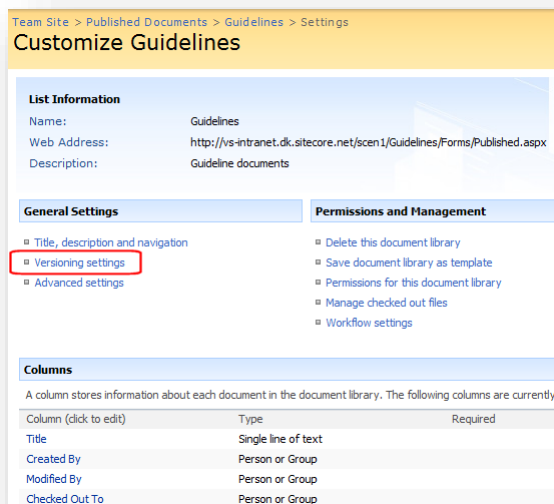 Team Site > Published Documents > Guidelines > Settings
Customize Guidelines
List Information
Name: Guidelines
Web Address: http://vs-intranet.dk.sitecore.net/scen1/Guidelines/Forms/Published.aspx
Description: Guideline documents
General Settings
Permissions and Management
Title, description and navigation
Delete this document library
Versioning settings
Save document library as template
Advanced settings
Permissions for this document library
Manage checked out files
Workflow settings
Columns
A column stores information about each document in the document library. The following columns are currently
Column (click to edit) Type Required
Title Single line of text
Created By Person or Group
Modified By Person or Group
Checked Out To Person or Group